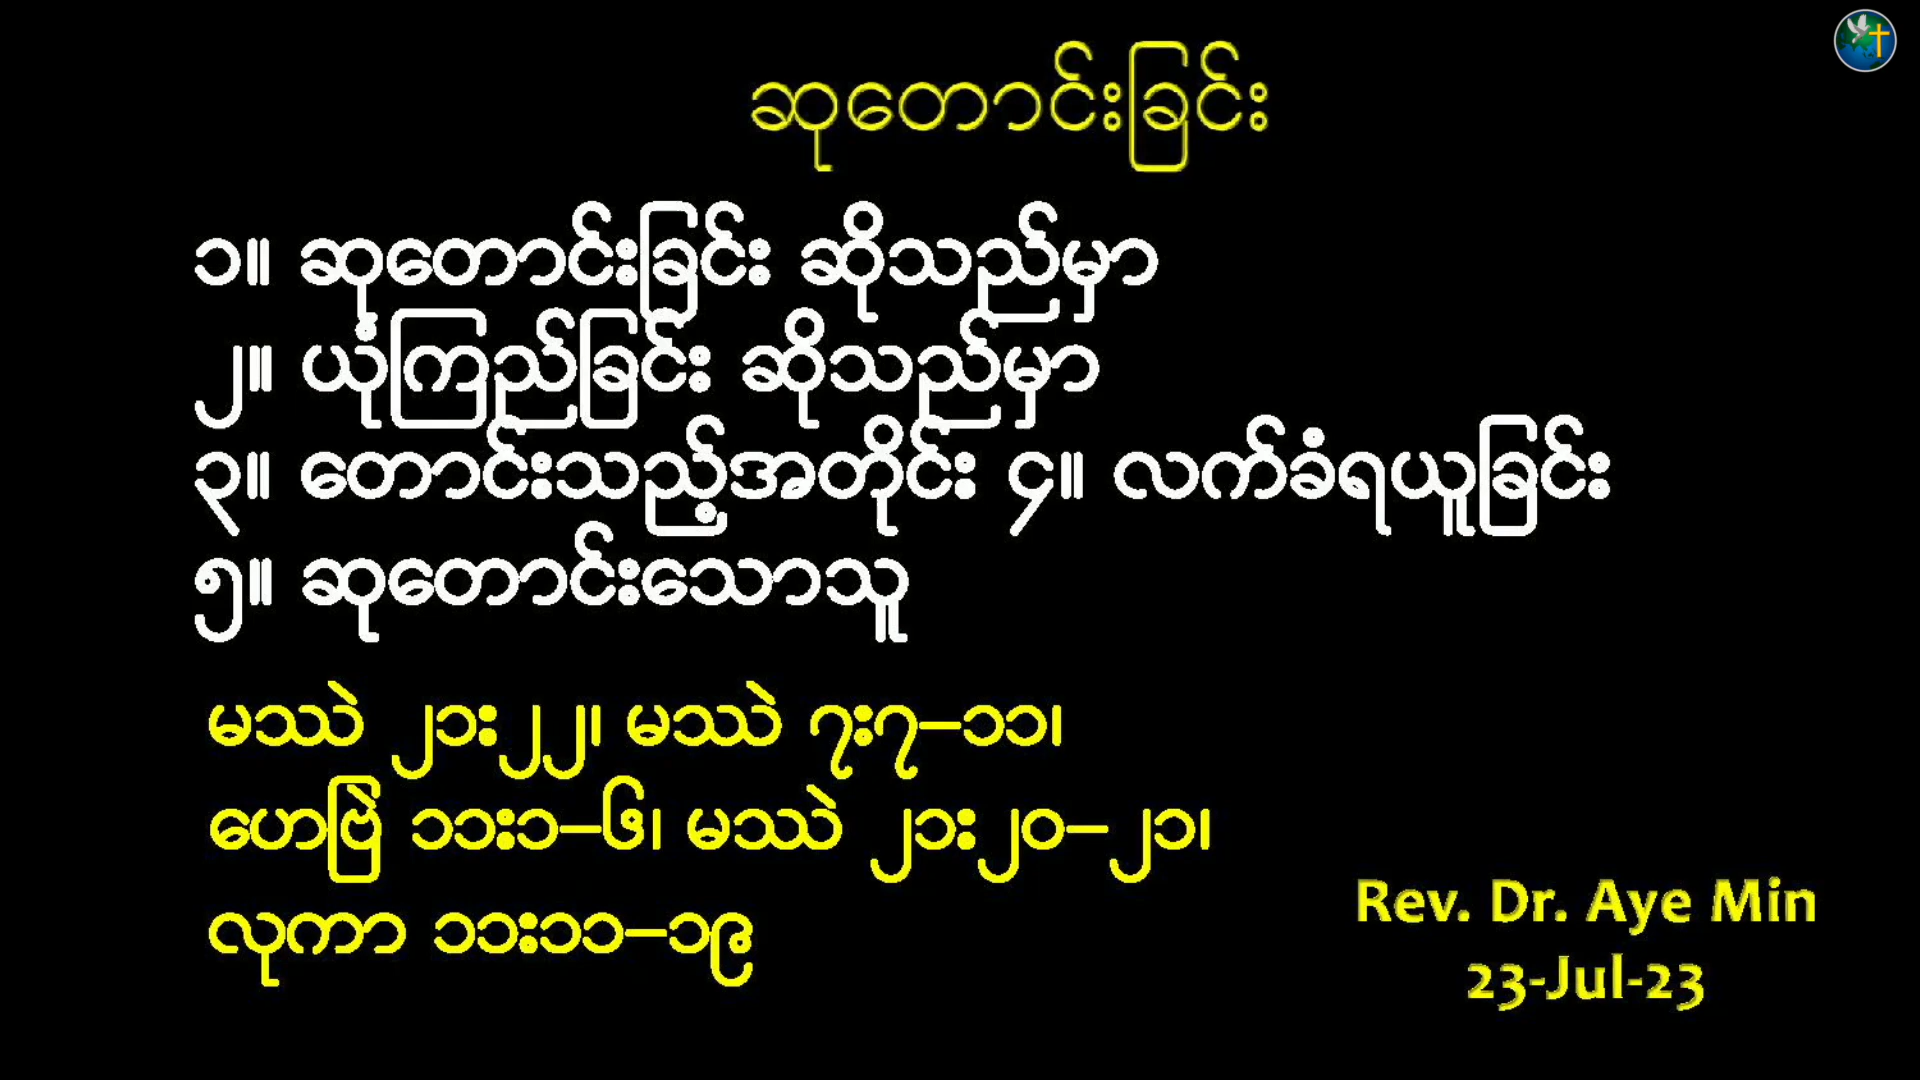 ဆုတောင်းခြင်း
၁။ ဆုတောင်းခြင်း ဆိုသည်မှာ
၂။ ယုံကြည်ခြင်း ဆိုသည်မှာ
၃။ တောင်းသည့်အတိုင်း ၄။ လက်ခံရယူခြင်း
၅။ ဆုတောင်းသောသူ
မဿဲ ၂၁း၂၂၊ မဿဲ ၇း၇–၁၁၊
ဟေဗြဲ ၁၁း၁–၆၊ မဿဲ ၂၁း၂၀–၂၁၊
လုကာ ၁၁း၁၁–၁၉
Rev. Dr. Aye Min
23-Jul-23